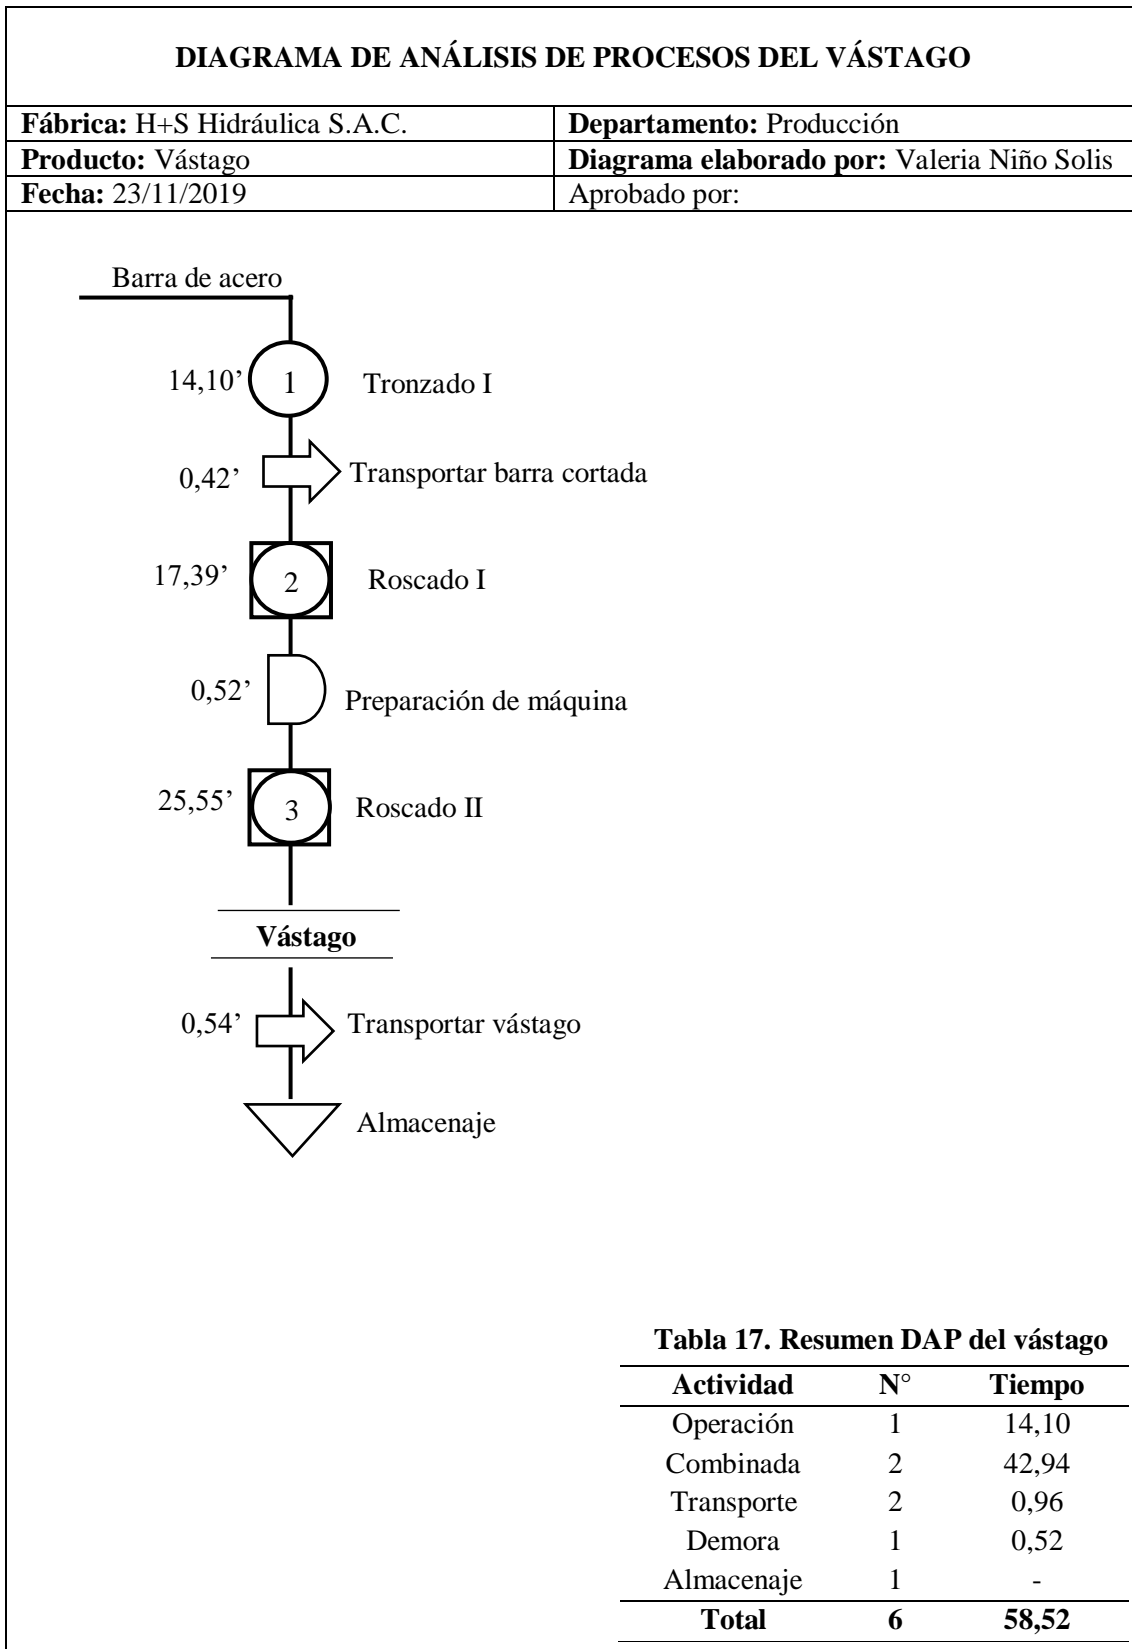 DIAGRAMA DE ANÁLISIS DE PROCESOS DEL VÁSTAGO
Fábrica: H+S Hidráulica S.A.C. Departamento: Producción
Producto: Vástago Diagrama elaborado por: Valeria Niño Solis
Fecha: 23/11/2019 Aprobado por:
Barra de acero
14,10’ 1 Tronzado I
0,42’ Transportar barra cortada
17,39’ 2 Roscado I
0,52’ Preparación de máquina
25,55’ 3 Roscado II
Vástago
0,54’ Transportar vástago
Almacenaje
Tabla 17. Resumen DAP del vástago
Actividad N° Tiempo
Operación 1 14,10
Combinada 2 42,94
Transporte 2 0,96
Demora 1 0,52
Almacenaje 1 -
Total 6 58,52